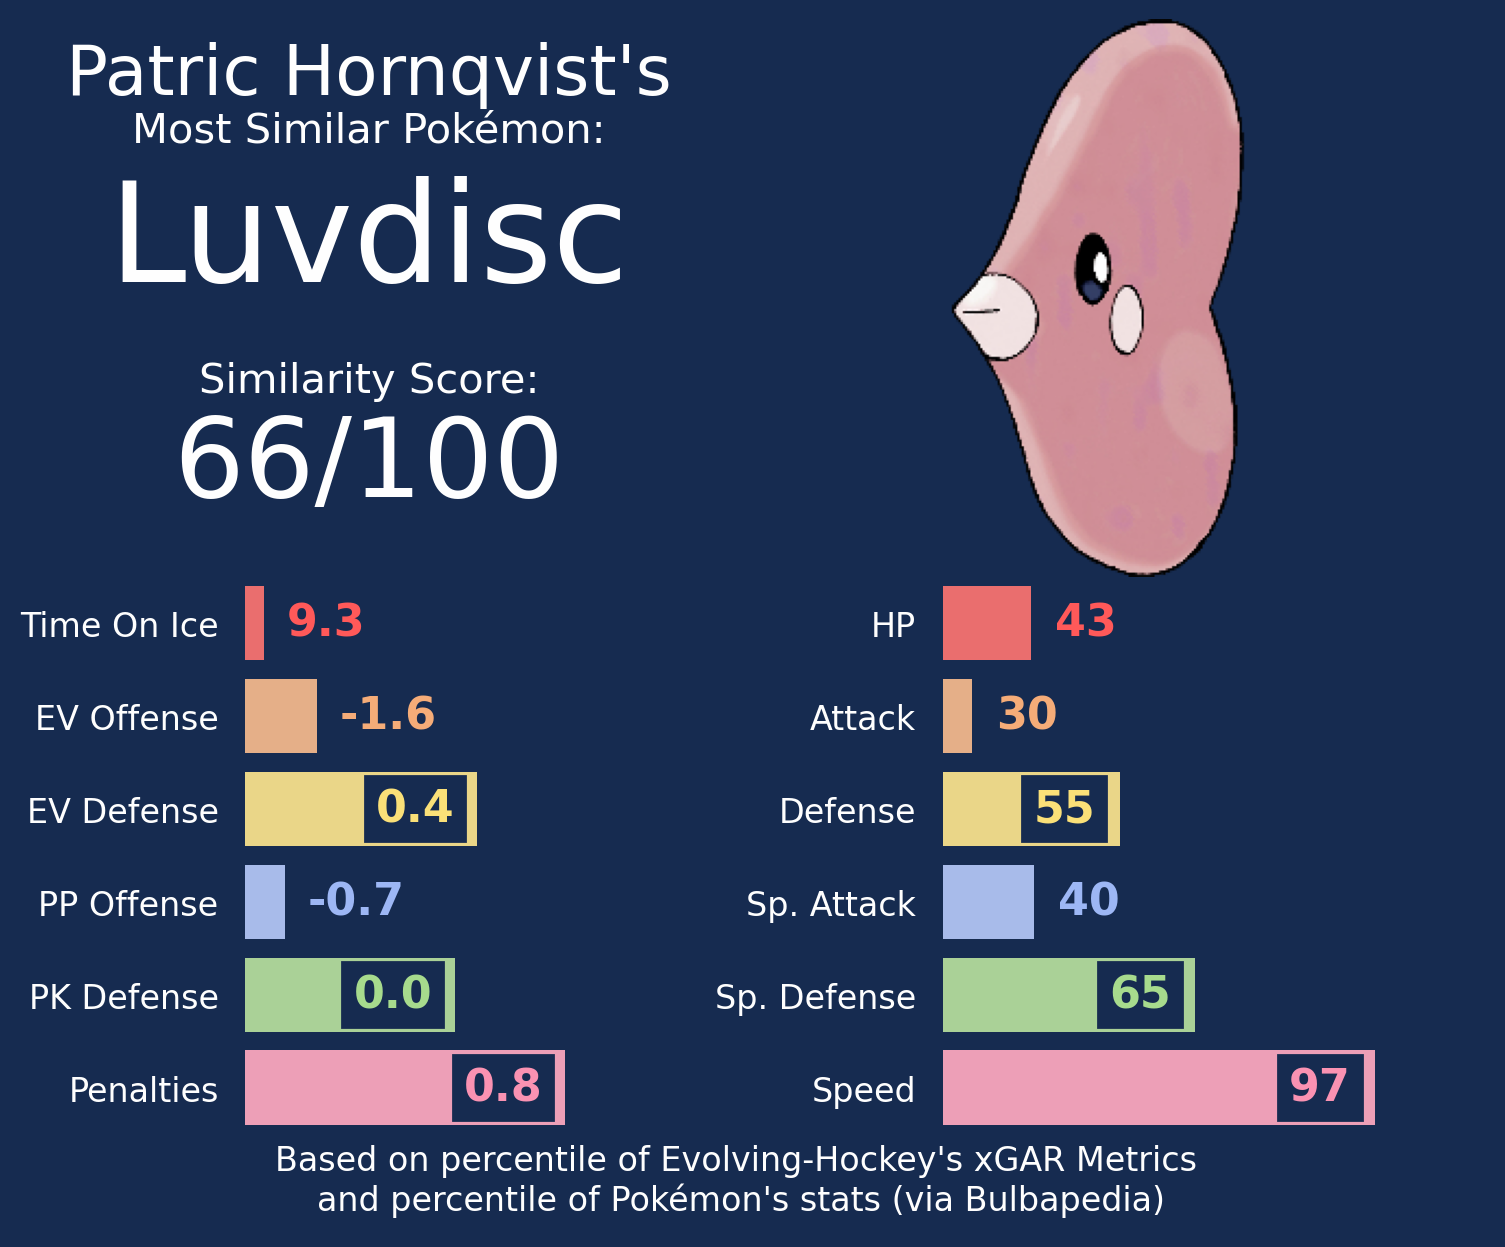 Patric Hornqvist's
Most Similar Pokémon:
Luvdisc
Similarity Score:
66/100
Time On Ice 9.3
EV Offense -1.6
EV Defense 0.4
PP Offense -0.7
PK Defense 0.0
Penalties 0.8
HP 43
Attack 30
Defense 55
Sp. Attack 40
Sp. Defense 65
Speed 97
Based on percentile of Evolving-Hockey's xGAR Metrics
and percentile of Pokémon's stats (via Bulbapedia)